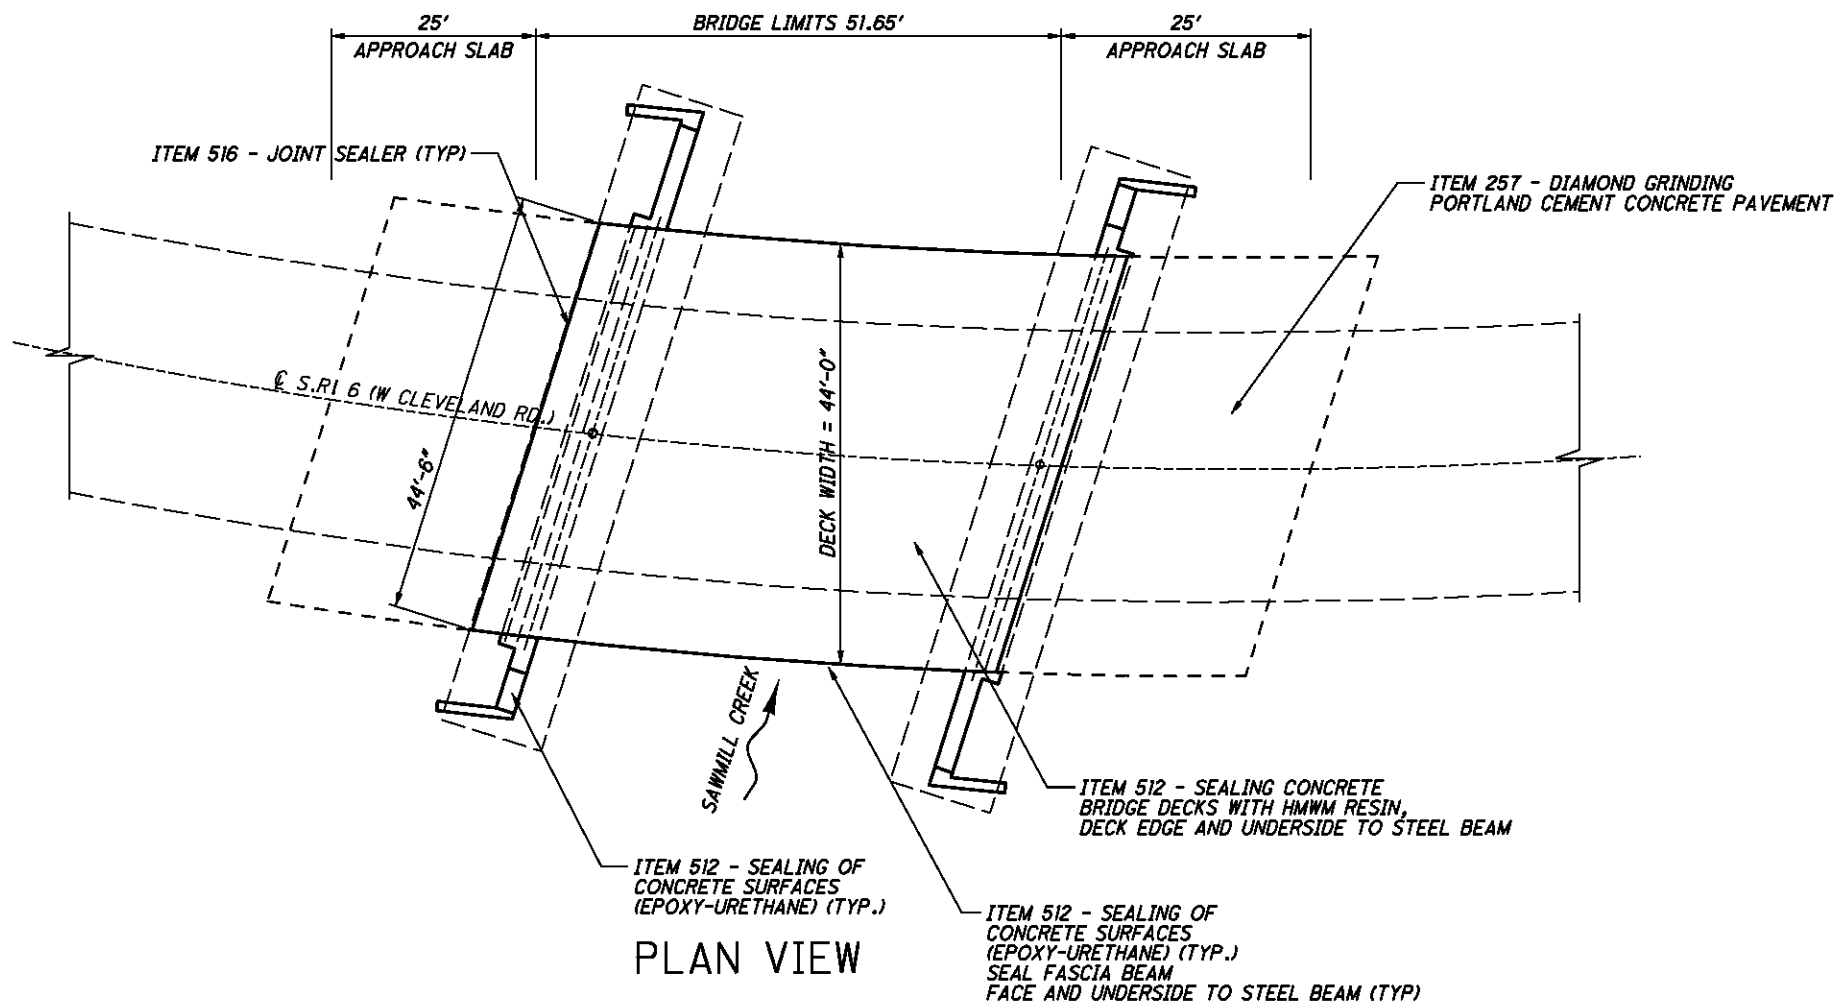 25'
APPROACH SLAB
BRIDGE LIMITS 51.65'
25'
APPROACH SLAB
ITEM 516 - JOINT SEALER (TYP)
ITEM 257 - DIAMOND GRINDING
PORTLAND CEMENT CONCRETE PAVEMENT
℄ S.R. 6 (W CLEVELAND RD.)
44'-6"
DECK WIDTH = 44'-0"
SAWMILL CREEK
ITEM 512 - SEALING CONCRETE
BRIDGE DECKS WITH HMWM RESIN,
DECK EDGE AND UNDERSIDE TO STEEL BEAM
ITEM 512 - SEALING OF
CONCRETE SURFACES
(EPOXY-URETHANE) (TYP.)
ITEM 512 - SEALING OF
CONCRETE SURFACES
(EPOXY-URETHANE) (TYP.)
SEAL FASCIA BEAM
FACE AND UNDERSIDE TO STEEL BEAM (TYP)
PLAN VIEW